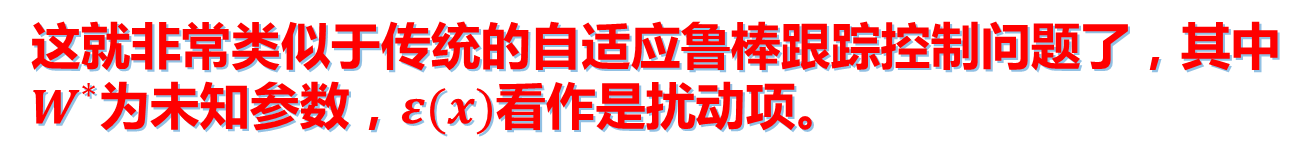 这就非常类似于传统的自适应鲁棒跟踪控制问题了，其中
W*为未知参数，ε(x)看作是扰动项。